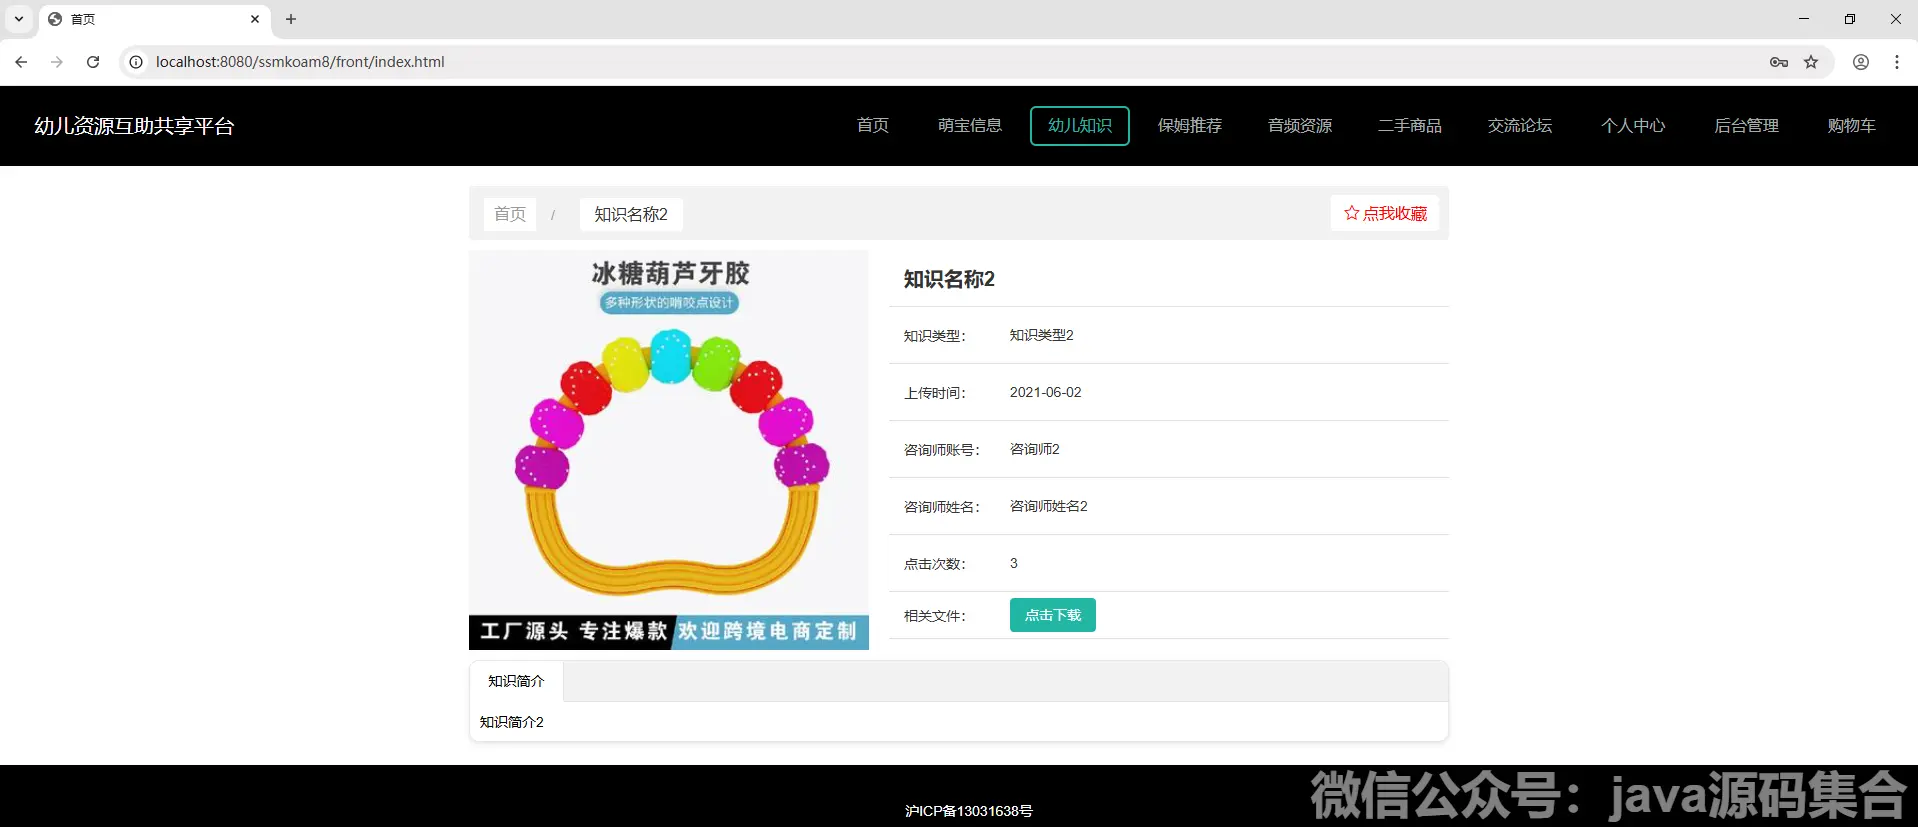 首页
localhost:8080/ssmkoam8/front/index.html
幼儿资源互助共享平台
首页 萌宝信息 幼儿知识 保姆推荐 音频资源 二手商品 交流论坛 个人中心 后台管理 购物车
首页 / 知识名称2 点我收藏
冰糖葫芦牙胶
多种形状的啃咬点设计
工厂源头 专注爆款 欢迎跨境电商定制
知识名称2
知识类型: 知识类型2
上传时间: 2021-06-02
咨询师账号: 咨询师2
咨询师姓名: 咨询师姓名2
点击次数: 3
相关文件: 点击下载
知识简介
知识简介2
沪ICP备13031638号
微信公众号：java源码集合